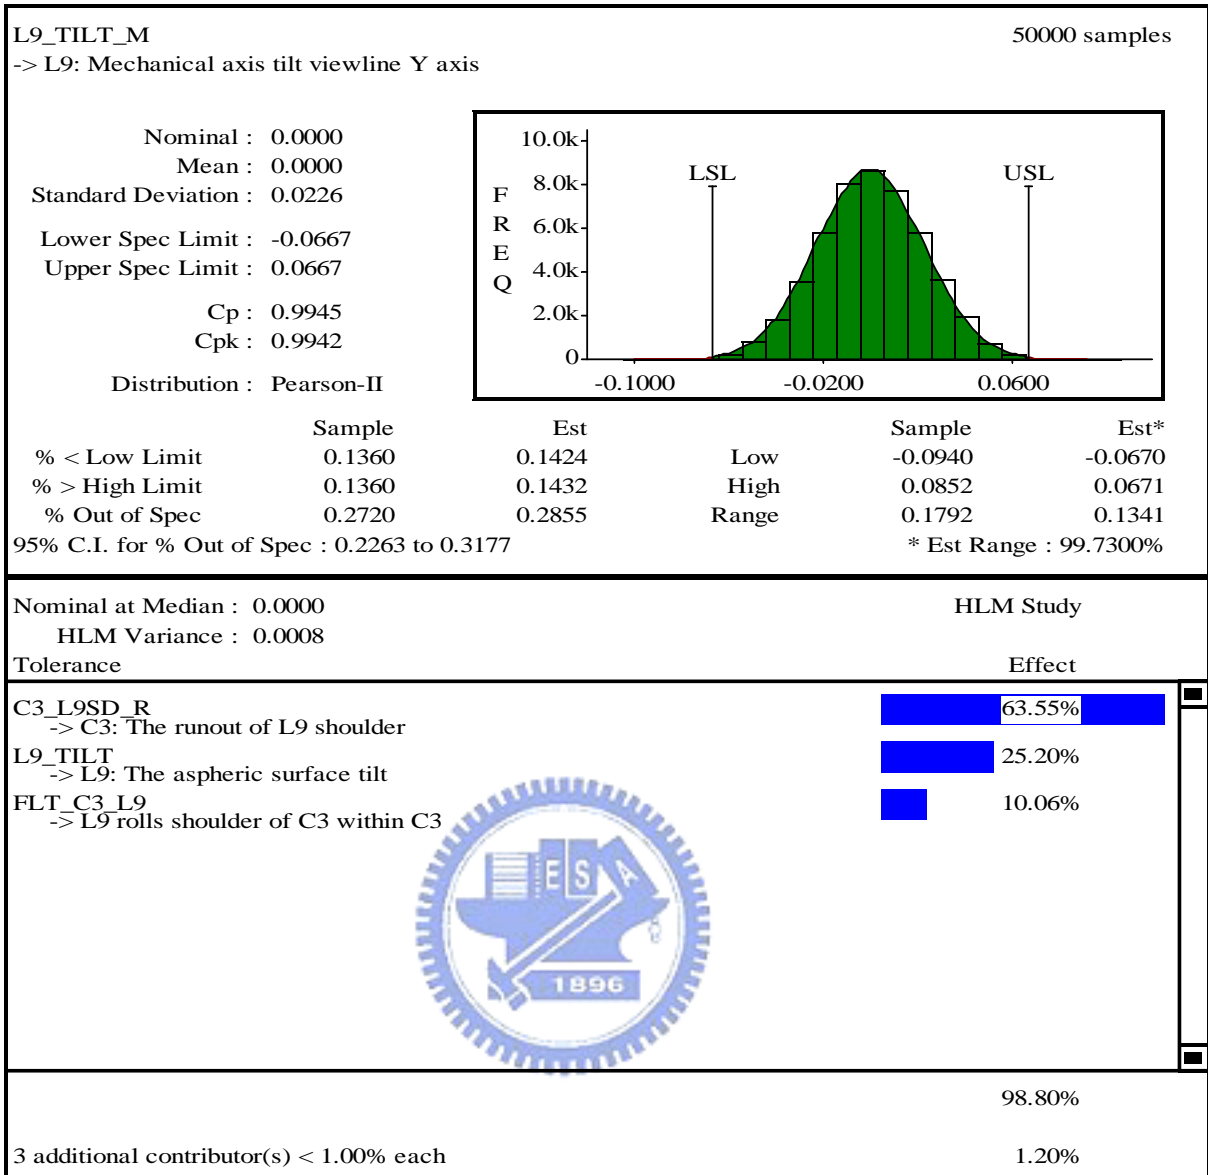 L9_TILT_M 50000 samples
-> L9: Mechanical axis tilt viewline Y axis
Nominal : 0.0000
Mean : 0.0000
Standard Deviation : 0.0226
Lower Spec Limit : -0.0667
Upper Spec Limit : 0.0667
Cp : 0.9945
Cpk : 0.9942
Distribution : Pearson-II
FREQ
10.0k
8.0k
6.0k
4.0k
2.0k
0
LSL USL
-0.1000 -0.0200 0.0600
Sample Est Sample Est*
% < Low Limit 0.1360 0.1424 Low -0.0940 -0.0670
% > High Limit 0.1360 0.1432 High 0.0852 0.0671
% Out of Spec 0.2720 0.2855 Range 0.1792 0.1341
95% C.I. for % Out of Spec : 0.2263 to 0.3177 * Est Range : 99.7300%
Nominal at Median : 0.0000 HLM Study
HLM Variance : 0.0008
Tolerance Effect
C3_L9SD_R 63.55%
-> C3: The runout of L9 shoulder
L9_TILT 25.20%
-> L9: The aspheric surface tilt
FLT_C3_L9 10.06%
-> L9 rolls shoulder of C3 within C3
E S A
1896
98.80%
3 additional contributor(s) < 1.00% each 1.20%